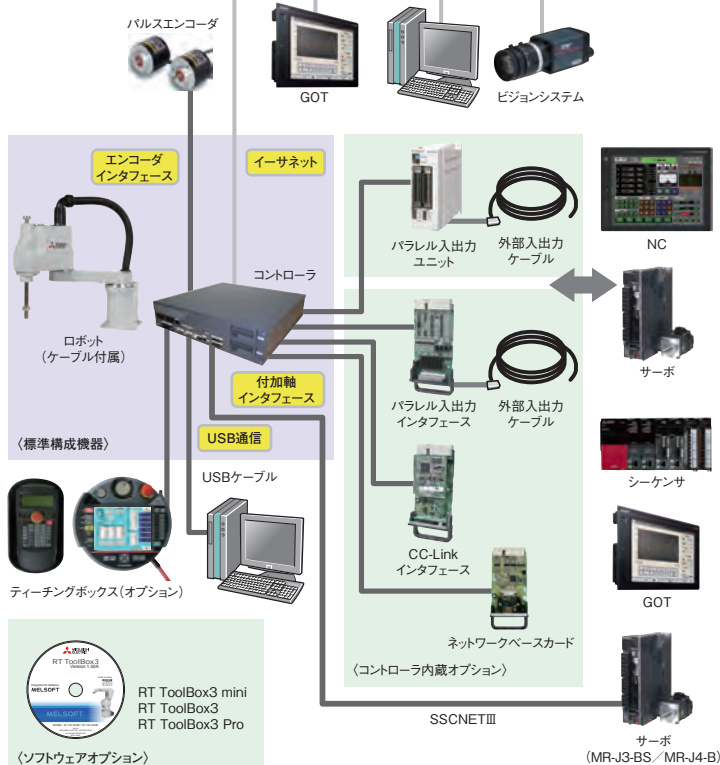 パルスエンコーダ
GOT
ビジョンシステム
エンコーダ
インタフェース
イーサネット
コントローラ
ロボット
（ケーブル付属）
付加軸
インタフェース
〈標準構成機器〉
USB通信
パラレル入出力
ユニット
外部入出力
ケーブル
パラレル入出力
インタフェース
外部入出力
ケーブル
CC-Link
インタフェース
ネットワークベースカード
〈コントローラ内蔵オプション〉
NC
サーボ
シーケンサ
GOT
サーボ
（MR-J3-BS／MR-J4-B）
ティーチングボックス（オプション）
USBケーブル
SSCNETⅢ
MITSUBISHI
ELECTRIC
RT ToolBox3
Version 1.00A
MELSOFT
MELSOFT
RT ToolBox3 mini
RT ToolBox3
RT ToolBox3 Pro
〈ソフトウェアオプション〉